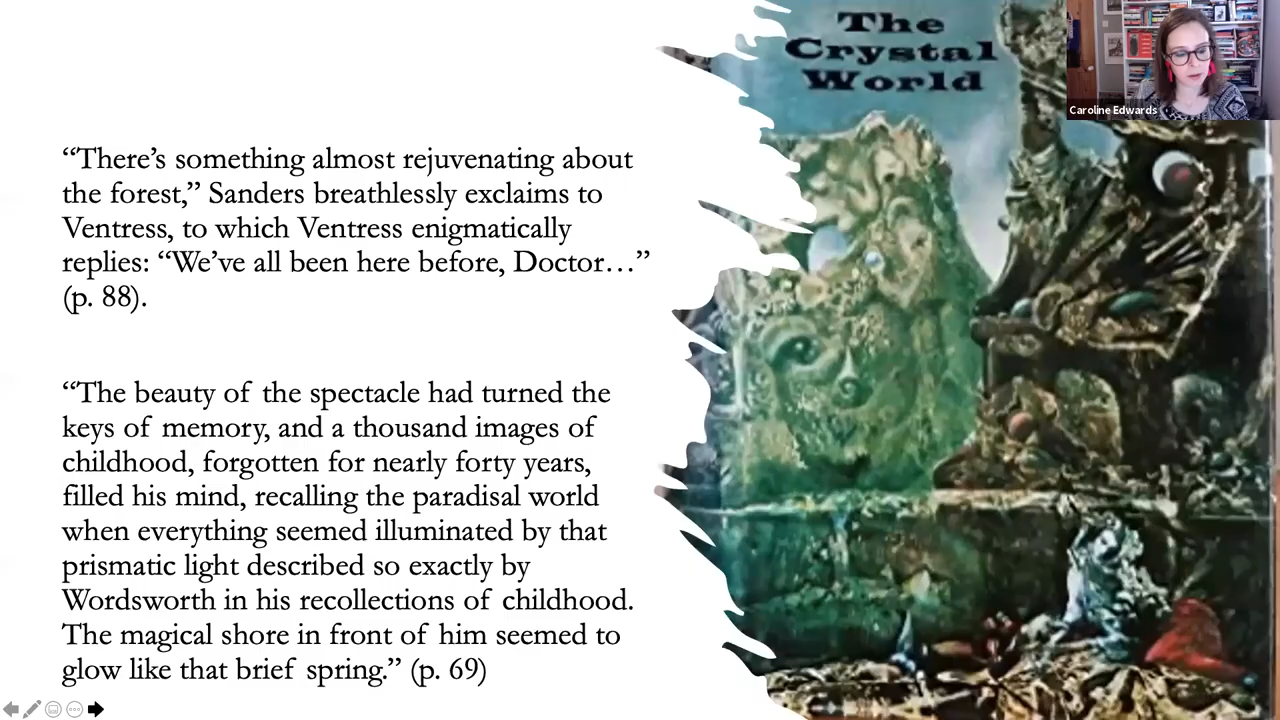 The
Crystal
World
Caroline Edwards
“There’s something almost rejuvenating about
the forest,” Sanders breathlessly exclaims to
Ventress, to which Ventress enigmatically
replies: “We’ve all been here before, Doctor…”
(p. 88).
“The beauty of the spectacle had turned the
keys of memory, and a thousand images of
childhood, forgotten for nearly forty years,
filled his mind, recalling the paradisal world
when everything seemed illuminated by that
prismatic light described so exactly by
Wordsworth in his recollections of childhood.
The magical shore in front of him seemed to
glow like that brief spring.” (p. 69)